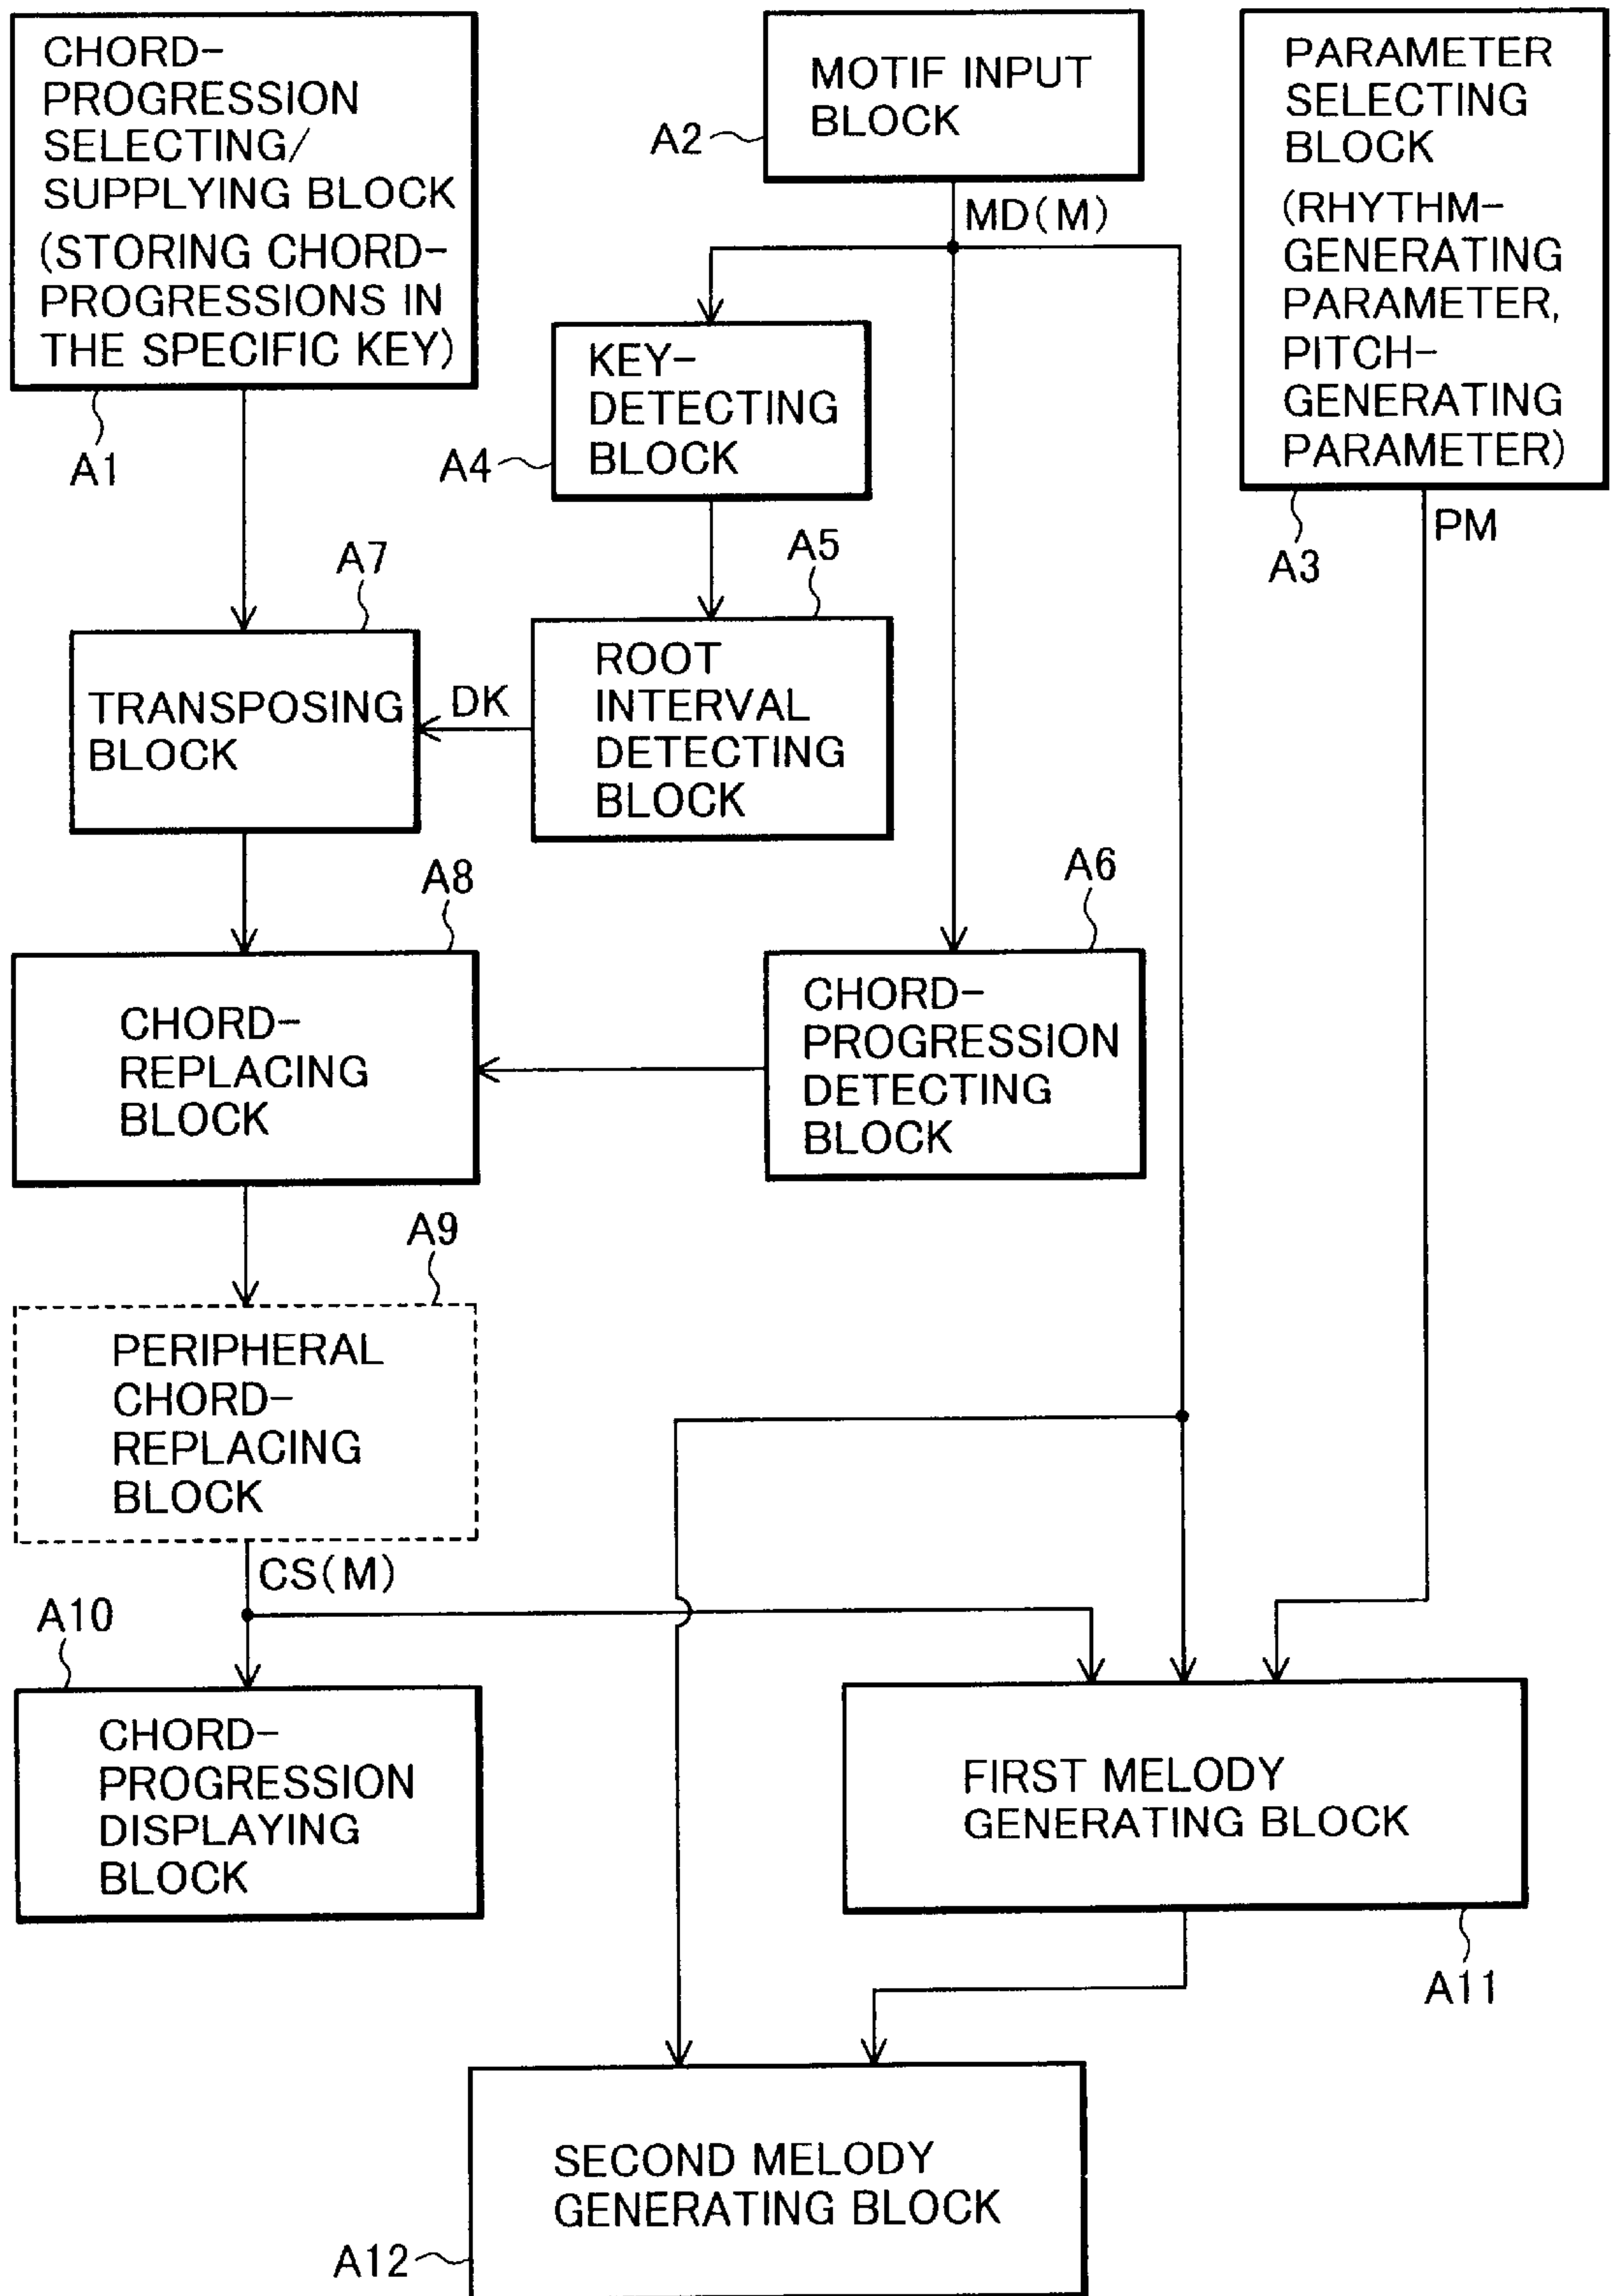 CHORD-
PROGRESSION
SELECTING/
SUPPLYING BLOCK
(STORING CHORD-
PROGRESSIONS IN
THE SPECIFIC KEY)
A1
MOTIF INPUT
BLOCK
A2
MD(M)
PARAMETER
SELECTING
BLOCK
(RHYTHM-
GENERATING
PARAMETER,
PITCH-
GENERATING
PARAMETER)
A3
PM
KEY-
DETECTING
BLOCK
A4
A5
ROOT
INTERVAL
DETECTING
BLOCK
DK
A7
TRANSPOSING
BLOCK
A8
CHORD-
REPLACING
BLOCK
A6
CHORD-
PROGRESSION
DETECTING
BLOCK
A9
PERIPHERAL
CHORD-
REPLACING
BLOCK
CS(M)
A10
CHORD-
PROGRESSION
DISPLAYING
BLOCK
FIRST MELODY
GENERATING BLOCK
A11
SECOND MELODY
GENERATING BLOCK
A12